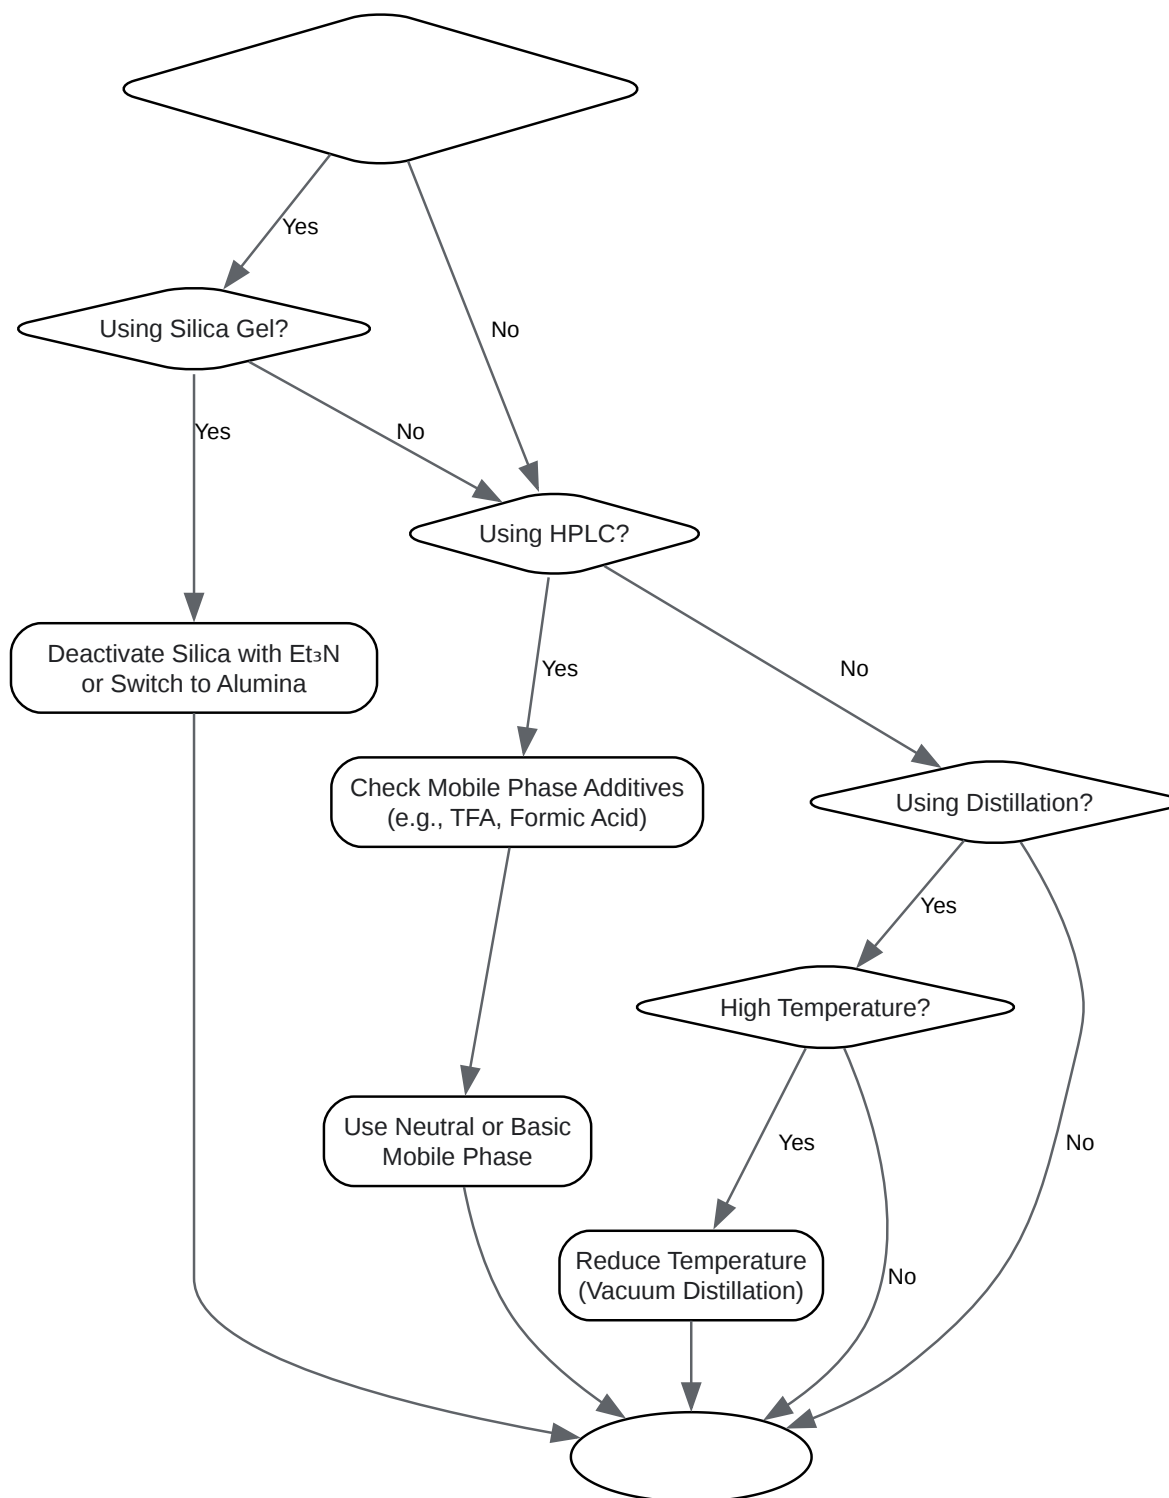 Yes
Using Silica Gel?
No
Yes
No
Using HPLC?
Deactivate Silica with Et₃N
or Switch to Alumina
Yes
No
Check Mobile Phase Additives
(e.g., TFA, Formic Acid)
Using Distillation?
Yes
High Temperature?
Use Neutral or Basic
Mobile Phase
Yes
No
Reduce Temperature
(Vacuum Distillation)
No